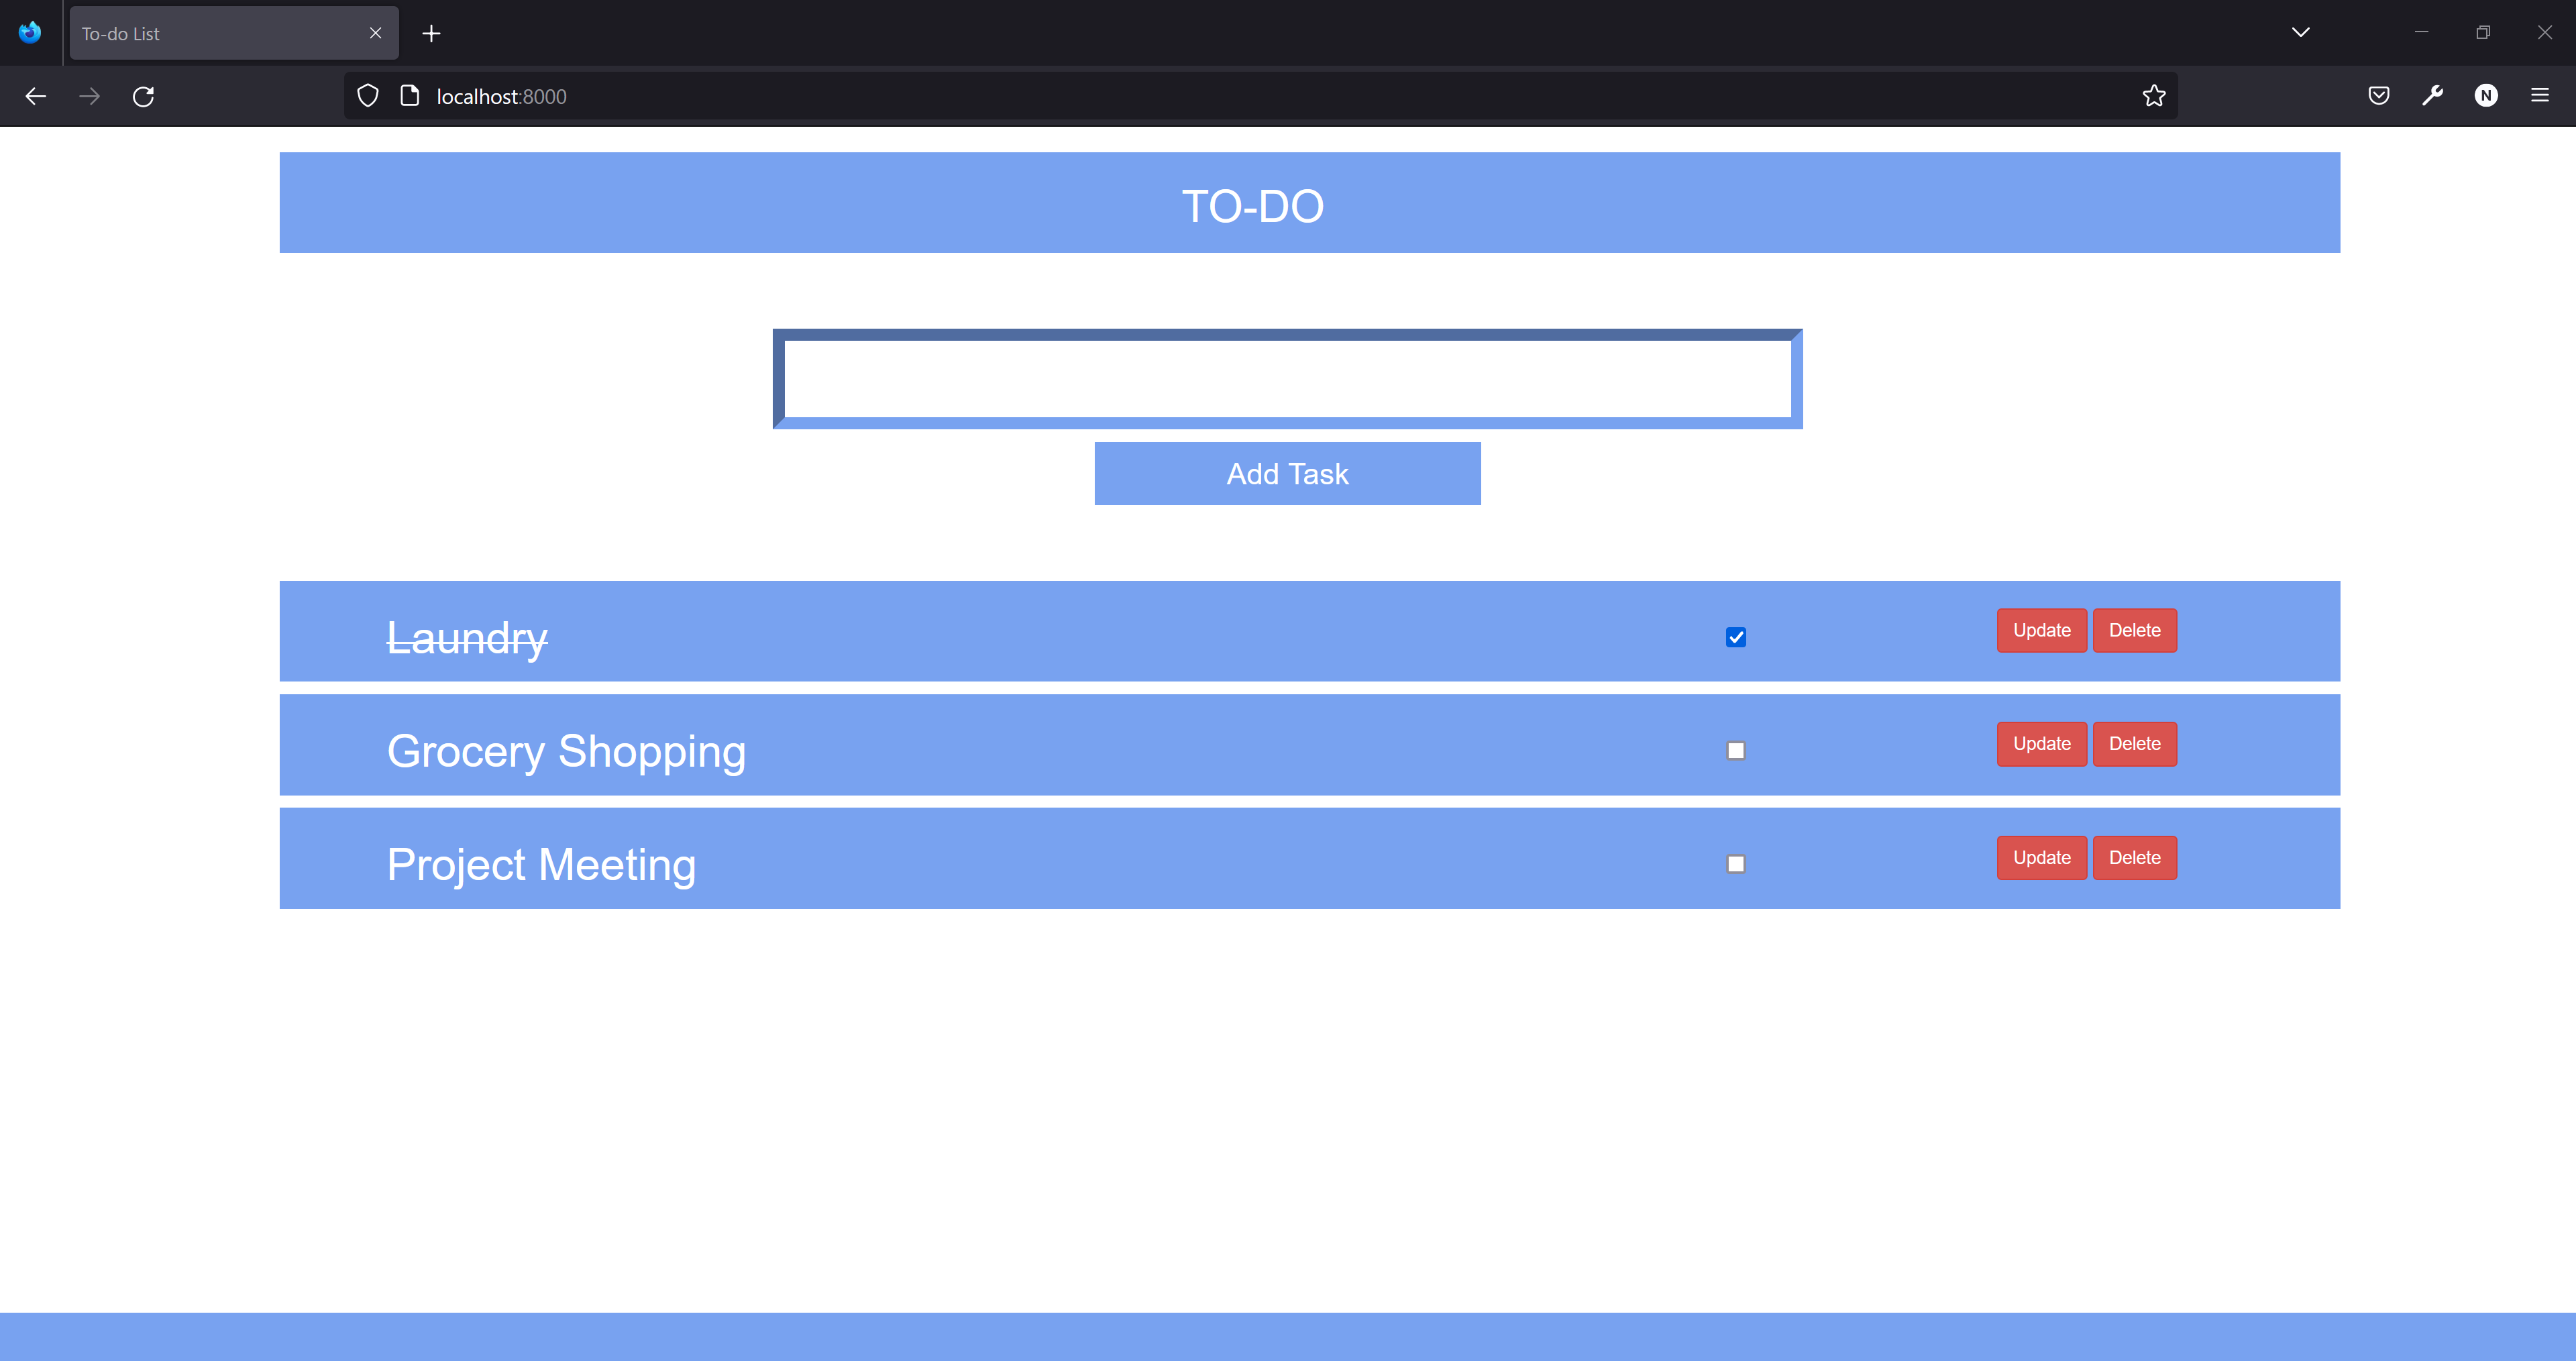 To-do List
localhost:8000
N
TO-DO
Add Task
Laundry Update Delete
Grocery Shopping Update Delete
Project Meeting Update Delete